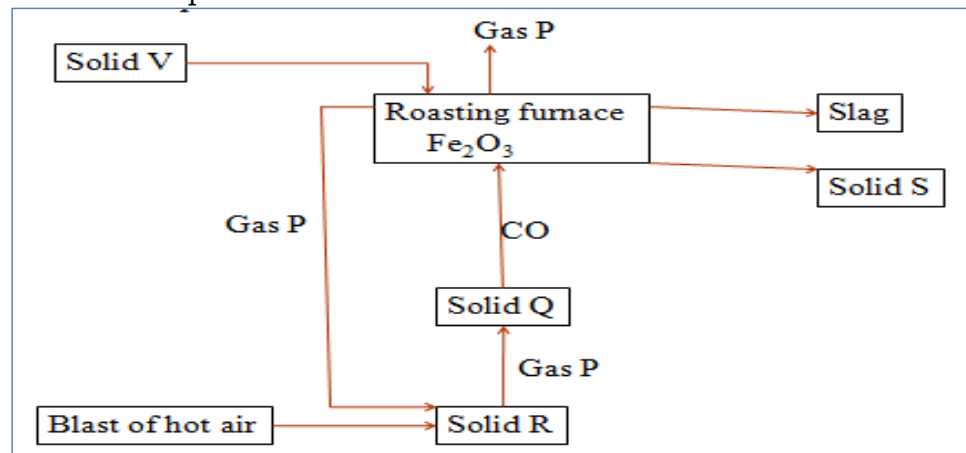 Gas P
Solid V
Roasting furnace
Fe₂O₃
Slag
Solid S
Gas P
CO
Solid Q
Gas P
Blast of hot air
Solid R